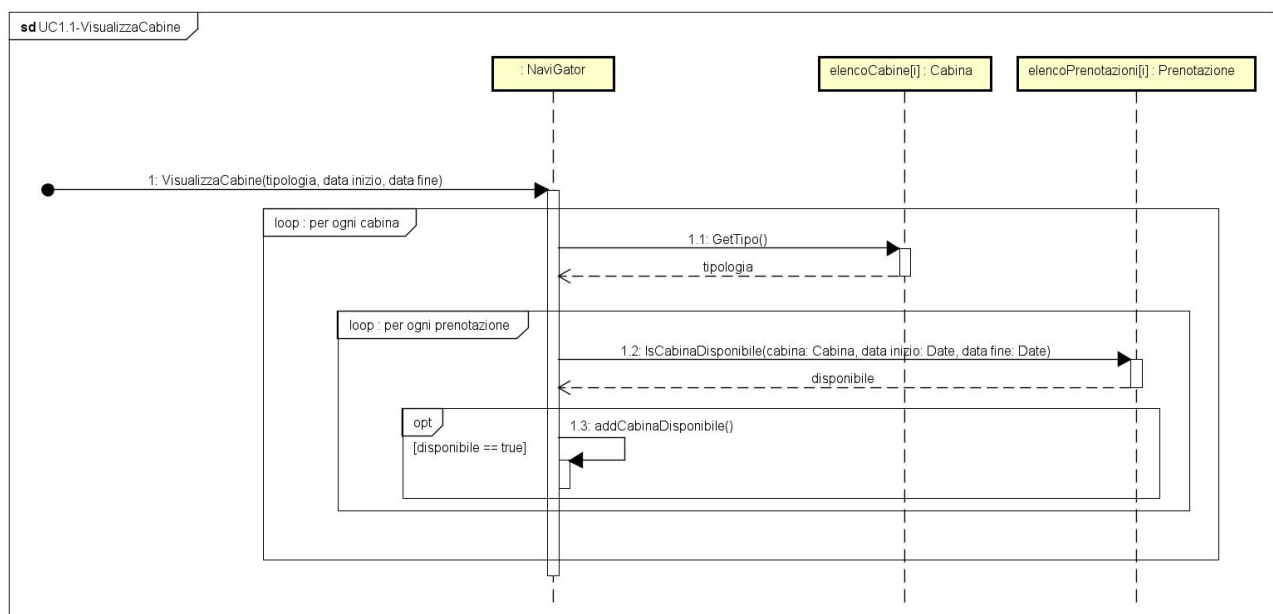 sd UC1.1-VisualizzaCabine
: NaviGator
elencoCabine[i] : Cabina
elencoPrenotazioni[i] : Prenotazione
1: VisualizzaCabine(tipologia, data inizio, data fine)
loop : per ogni cabina
1.1: GetTipo()
tipologia
loop : per ogni prenotazione
1.2: IsCabinaDisponibile(cabina: Cabina, data inizio: Date, data fine: Date)
disponibile
opt
1.3: addCabinaDisponibile()
[disponibile == true]